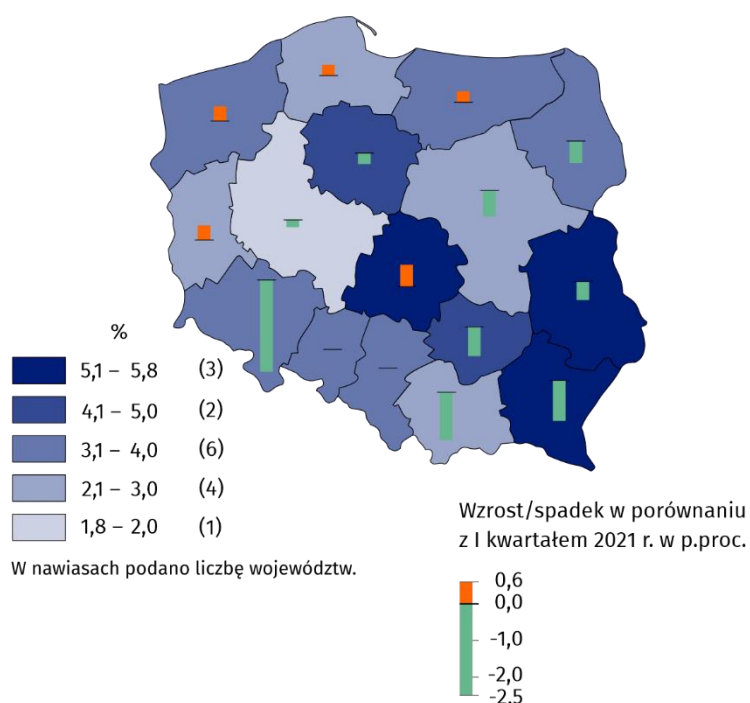 %
5,1 – 5,8 (3)
4,1 – 5,0 (2)
3,1 – 4,0 (6)
2,1 – 3,0 (4)
1,8 – 2,0 (1)
W nawiasach podano liczbę województw.
Wzrost/spadek w porównaniu
z I kwartałem 2021 r. w p.proc.
0,6
0,0
-1,0
-2,0
-2,5